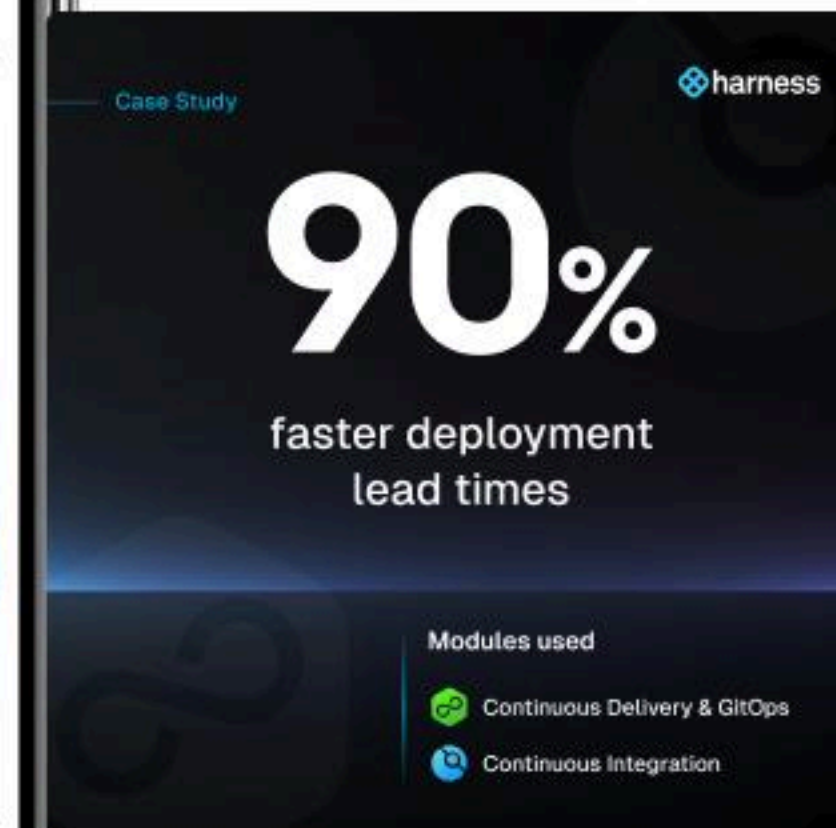 Case Study
harness
90%
faster deployment
lead times
Modules used
Continuous Delivery & GitOps
Continuous Integration